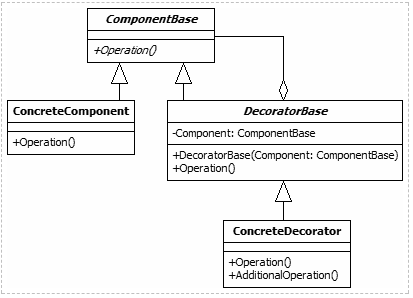 ComponentBase
+Operation()
ConcreteComponent
+Operation()
DecoratorBase
-Component: ComponentBase
+DecoratorBase(Component: ComponentBase)
+Operation()
ConcreteDecorator
+Operation()
+AdditionalOperation()